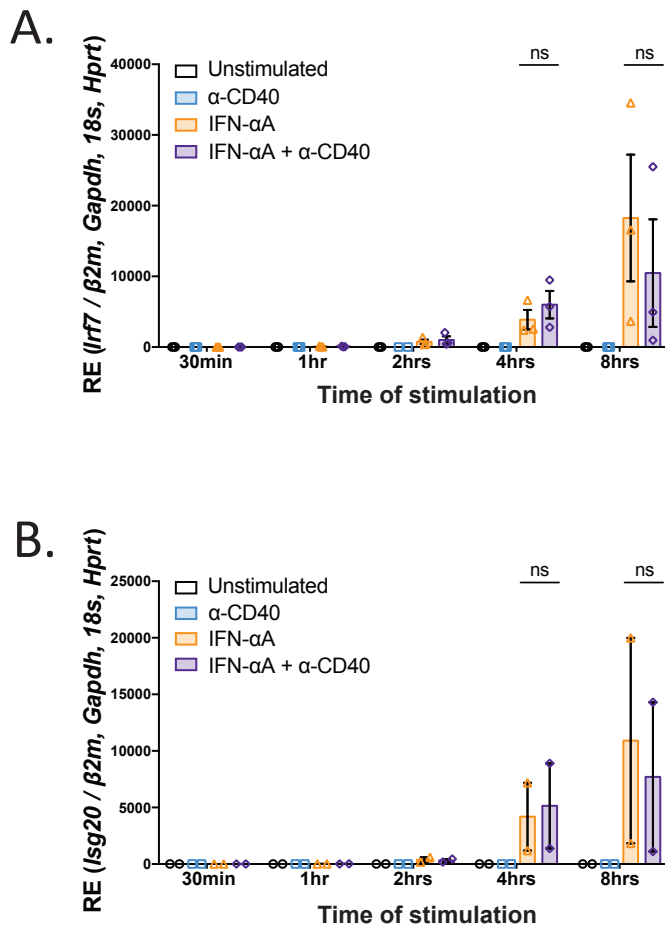 A.
RE (Irf7 / β2m, Gapdh, 18s, Hprt)
40000
30000
20000
10000
0
Unstimulated
α-CD40
IFN-αA
IFN-αA + α-CD40
ns
ns
30min 1hr 2hrs 4hrs 8hrs
Time of stimulation
B.
RE (Isg20 / β2m, Gapdh, 18s, Hprt)
25000
20000
15000
10000
5000
0
Unstimulated
α-CD40
IFN-αA
IFN-αA + α-CD40
ns
ns
30min 1hr 2hrs 4hrs 8hrs
Time of stimulation